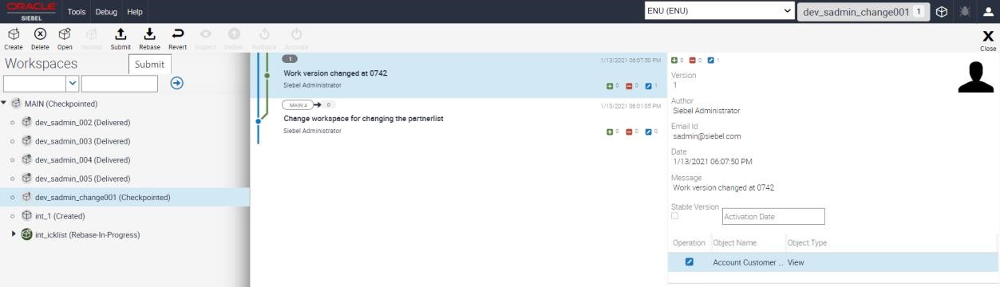 ORACLE
SIEBEL
Tools Debug Help
ENU (ENU)
dev_sadmin_change001 1
Create Delete Open Version Submit Rebase Revert Inspect Deliver Rollback Activate
X
Close
Workspaces
Submit
MAIN (Checkpointed)
dev_sadmin_002 (Delivered)
dev_sadmin_003 (Delivered)
dev_sadmin_004 (Delivered)
dev_sadmin_005 (Delivered)
dev_sadmin_change001 (Checkpointed)
int_1 (Created)
int_icklist (Rebase-In-Progress)
1
1/13/2021 06:07:50 PM
Work version changed at 0742
Siebel Administrator
0 0 1
MAIN 4 0
1/13/2021 06:01:05 PM
Change workspace for changing the partnerlist
Siebel Administrator
0 0 0
0 0 1
Version
1
Author
Siebel Administrator
Email Id
sadmin@siebel.com
Date
1/13/2021 06:07:50 PM
Message
Work version changed at 0742
Stable Version
Activation Date
Operation Object Name Object Type
Account Customer ... View